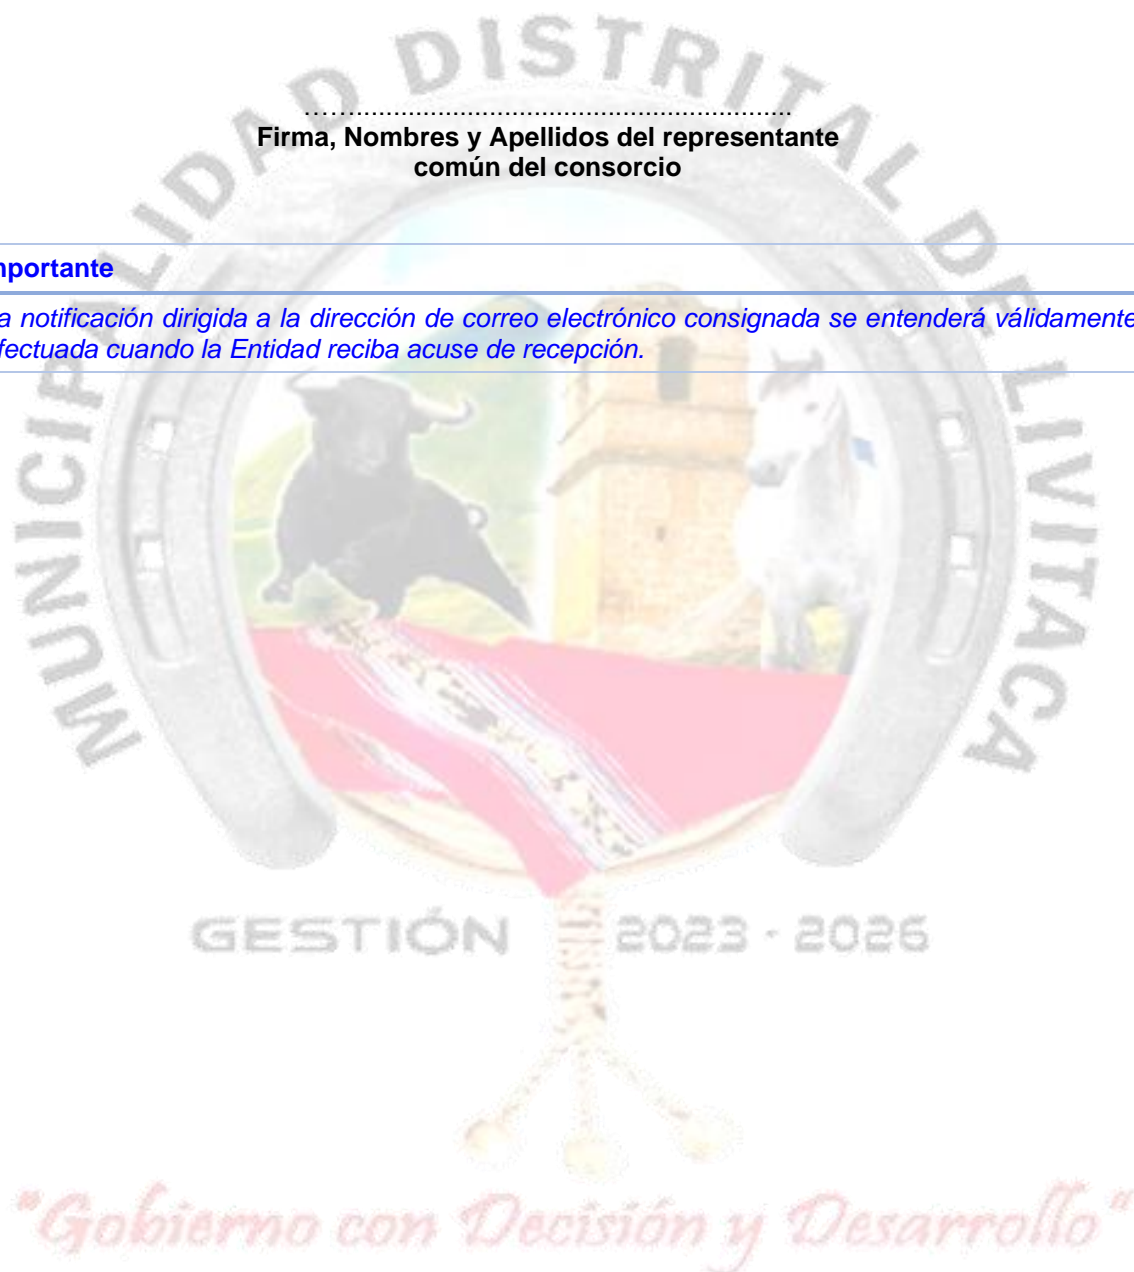 MUNICIPALIDAD DISTRITAL DE LIVITACA
.................................................................
Firma, Nombres y Apellidos del representante
común del consorcio
mportante
a notificación dirigida a la dirección de correo electrónico consignada se entenderá válidamente
fectuada cuando la Entidad reciba acuse de recepción.
GESTIÓN 2023 - 2026
"Gobierno con Decisión y Desarrollo"